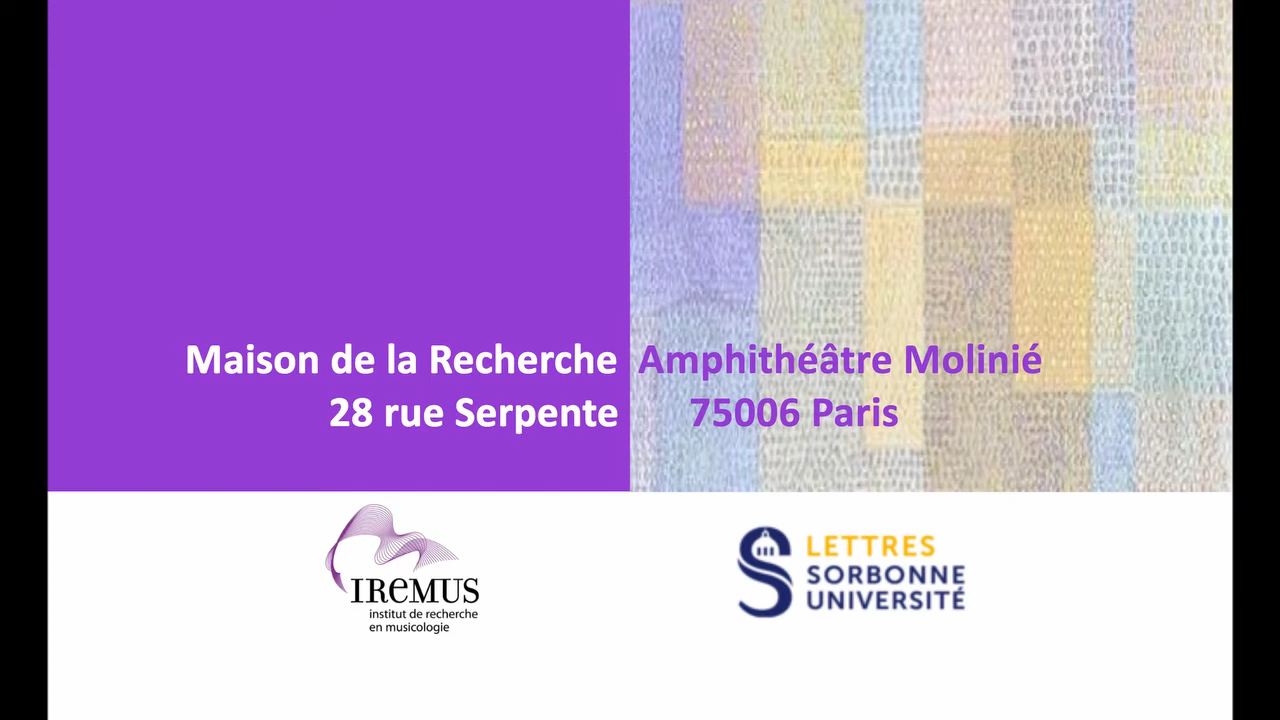 Maison de la Recherche Amphithéâtre Molinié
28 rue Serpente 75006 Paris
IREMUS
institut de recherche
en musicologie
LETTRES
SORBONNE
UNIVERSITÉ